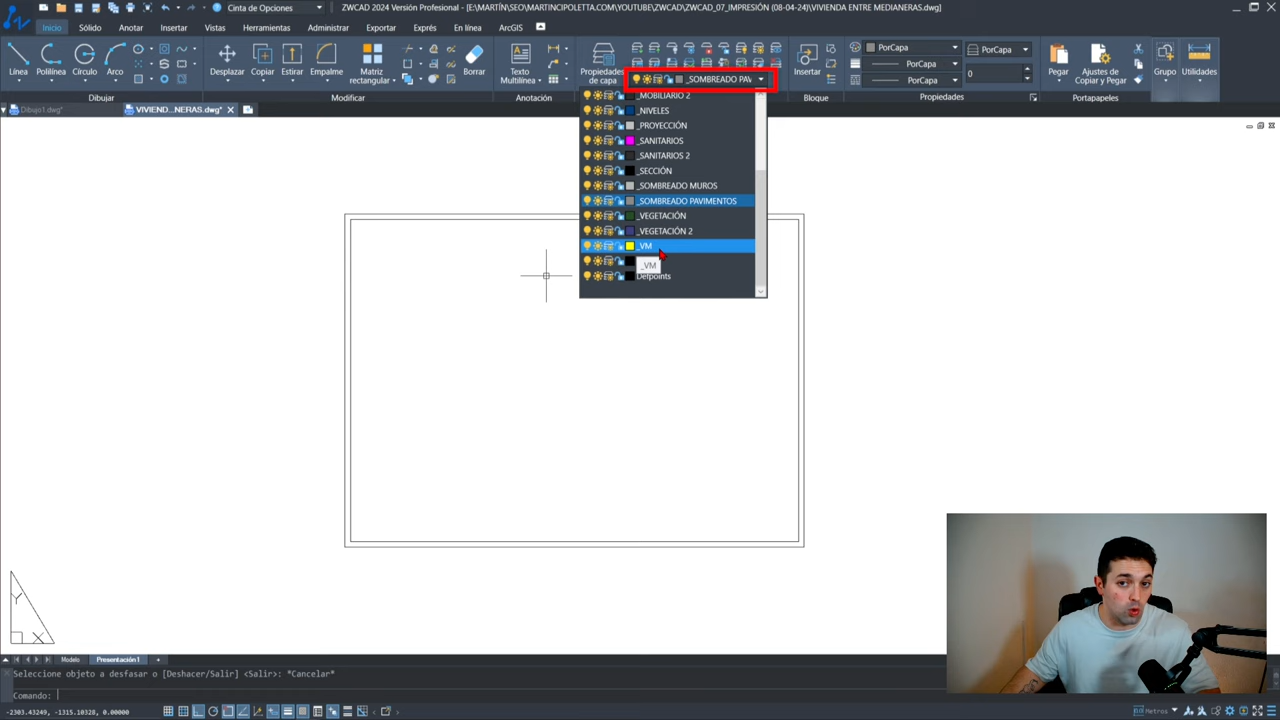 Cinta de Opciones
ZWCAD 2024 Versión Profesional - [E:\MARTÍN\SEO\MARTINCIPOLETTA.COM\YOUTUBE\ZWCAD\ZWCAD_07_IMPRESIÓN (08-04-24)\VIVIENDA ENTRE MEDIANERAS.dwg]
Inicio Sólido Anotar Insertar Vistas Herramientas Administrar Exportar Exprés En línea ArcGIS
Línea Polilínea Círculo Arco
Desplazar Copiar Estirar Empalme Matriz rectangular Borrar
Texto Multilínea
Propiedades de capa
_SOMBREADO PAV
Insertar
PorCapa
PorCapa
PorCapa
PorCapa
0
Pegar
Ajustes de Copiar y Pegar
Grupo
Utilidades
Dibujar Modificar Anotación Bloque Propiedades Portapapeles
Dibujo1.dwg*
VIVIEND...NERAS.dwg*
_MOBILIARIO 2
_NIVELES
_PROYECCIÓN
_SANITARIOS
_SANITARIOS 2
_SECCIÓN
_SOMBREADO MUROS
_SOMBREADO PAVIMENTOS
_VEGETACIÓN
_VEGETACIÓN 2
_VM
_VM
Defpoints
Y
X
Modelo Presentación1 +
Seleccione objeto a desfasar o [Deshacer/Salir] <Salir>: *Cancelar*
Comando:
-2303.43249, -1315.10328, 0.00000
Metros